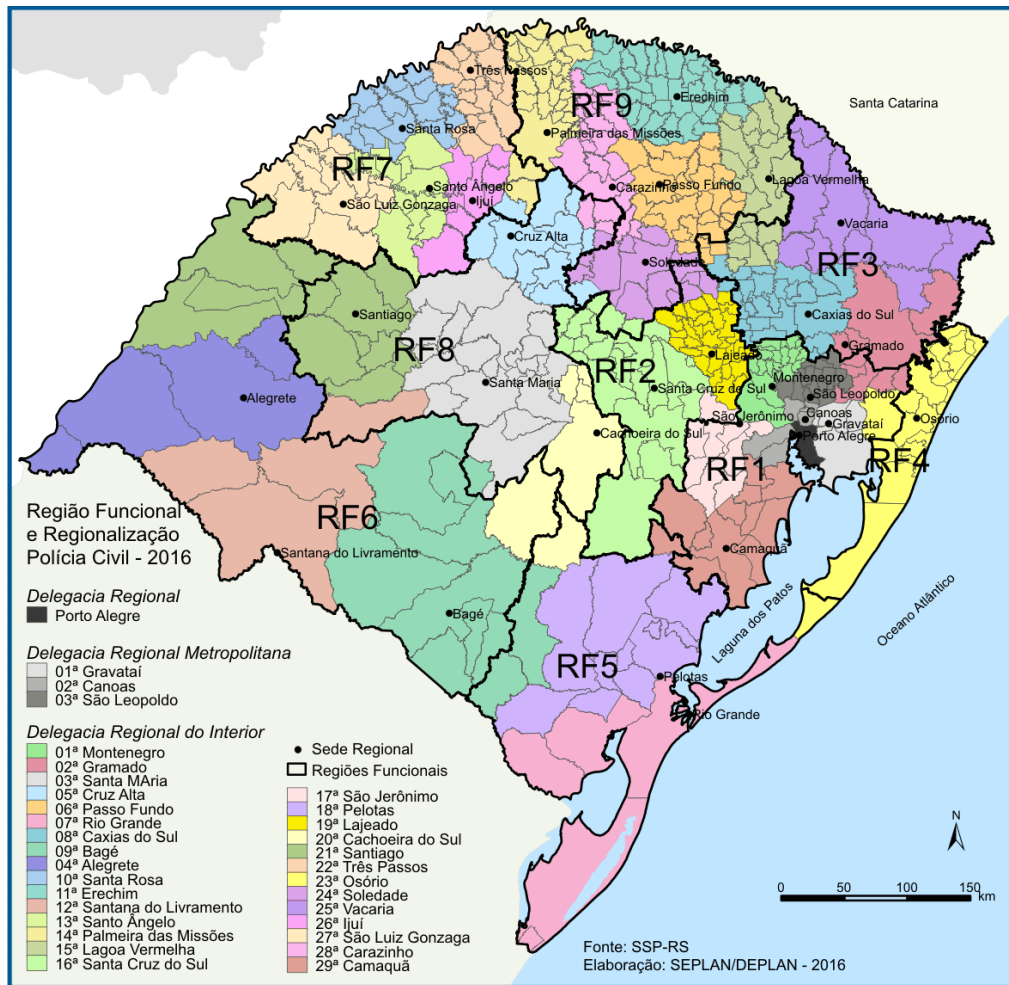 Três Passos
RF9
Erechim
Santa Catarina
Santa Rosa
Palmeira das Missões
RF7
Santo Ângelo
Carazinho
Passo Fundo
Lagoa Vermelha
São Luiz Gonzaga
Ijuí
Vacaria
Cruz Alta
Soledade
RF3
Santiago
Caxias do Sul
RF8
Gramado
Lajeado
RF2
Santa Maria
Santa Cruz de Sul
Montenegro
São Leopoldo
Alegrete
São Jerônimo
Canoas
Gravataí
Osório
Cachoeira do Sul
Porto Alegre
RF4
RF1
RF6
Camaquã
Santana do Livramento
Bagé
Laguna dos Patos
Oceano Atlântico
RF5
Pelotas
Rio Grande
Região Funcional
e Regionalização
Polícia Civil - 2016
Delegacia Regional
Porto Alegre
Delegacia Regional Metropolitana
01ª Gravataí
02ª Canoas
03ª São Leopoldo
Delegacia Regional do Interior
01ª Montenegro
02ª Gramado
03ª Santa MAria
05ª Cruz Alta
06ª Passo Fundo
07ª Rio Grande
08ª Caxias do Sul
09ª Bagé
04ª Alegrete
10ª Santa Rosa
11ª Erechim
12ª Santana do Livramento
13ª Santo Ângelo
14ª Palmeira das Missões
15ª Lagoa Vermelha
16ª Santa Cruz do Sul
Sede Regional
Regiões Funcionais
17ª São Jerônimo
18ª Pelotas
19ª Lajeado
20ª Cachoeira do Sul
21ª Santiago
22ª Três Passos
23ª Osório
24ª Soledade
25ª Vacaria
26ª Ijuí
27ª São Luiz Gonzaga
28ª Carazinho
29ª Camaquã
N
0 50 100 150
km
Fonte: SSP-RS
Elaboração: SEPLAN/DEPLAN - 2016